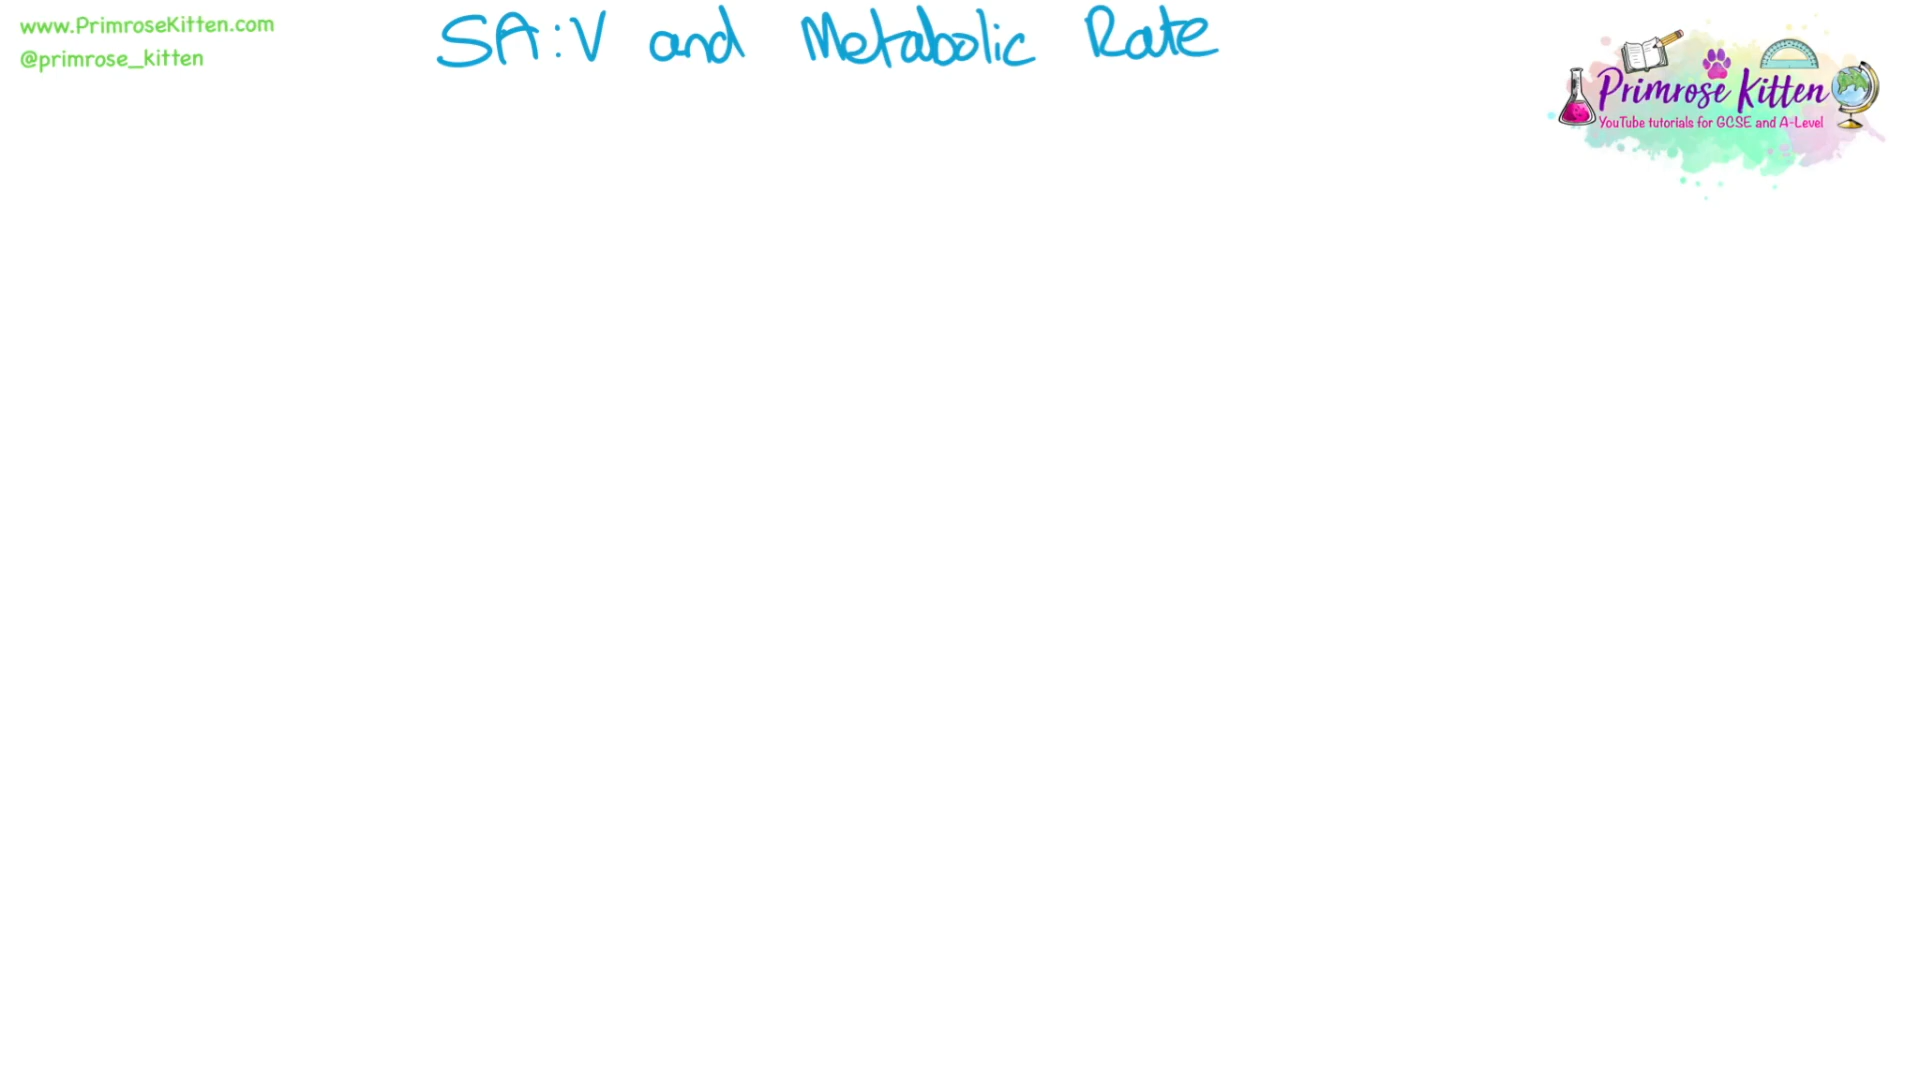 www.PrimroseKitten.com
@primrose_kitten
SA:V and Metabolic Rate
Primrose Kitten
YouTube tutorials for GCSE and A-Level